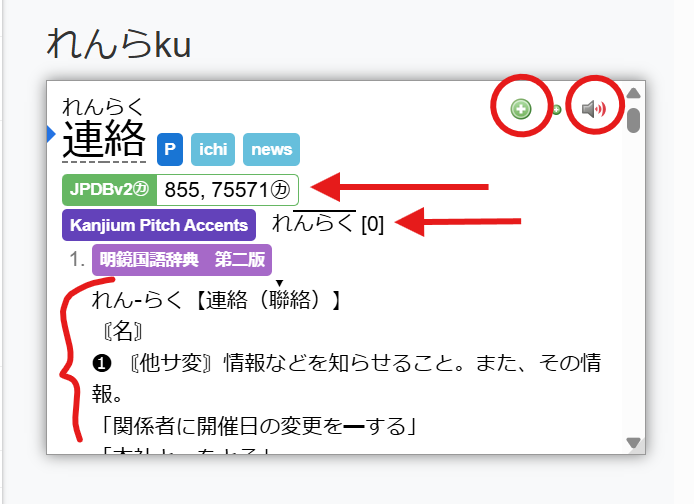 れんらku
れんらく
連絡 P ichi news
JPDBv2㋕ 855, 75571㋕
Kanjium Pitch Accents れんらく [0]
1. 明鏡国語辞典 第二版
れん‐らく【連絡（▼聯絡）】
〘名〙
❶〘他サ変〙情報などを知らせること。また、その情
報。
「関係者に開催日の変更を━する」